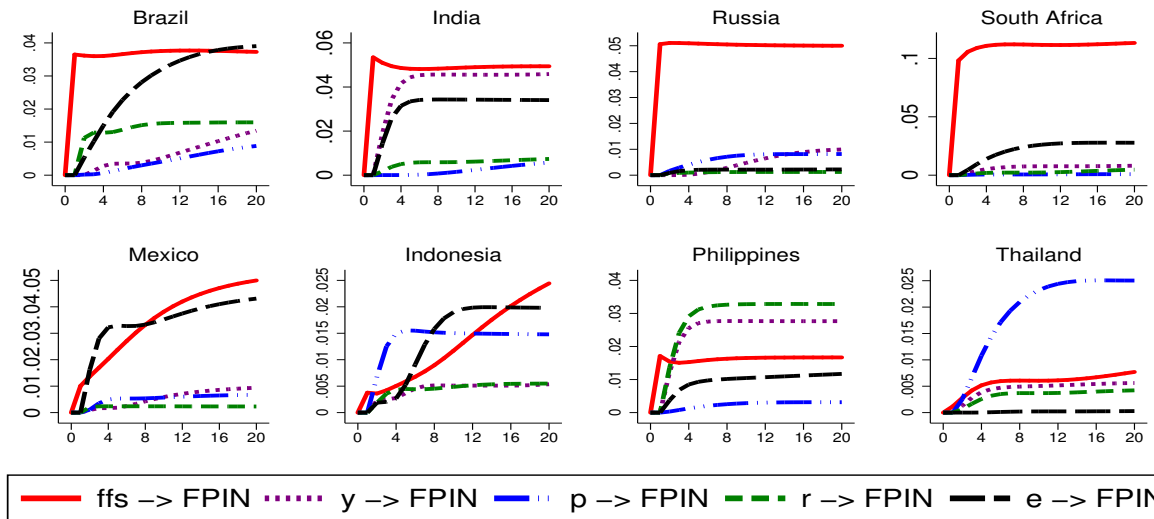 Brazil India Russia South Africa
.04 .03 .02 .01 0
0 4 8 12 16 20
.06 .04 .02 0
0 4 8 12 16 20
.05 .04 .03 .02 .01 0
0 4 8 12 16 20
.1 .05 0
0 4 8 12 16 20
Mexico Indonesia Philippines Thailand
0 .01.02.03.04.05
0 4 8 12 16 20
0 .005 .01 .015 .02 .025
0 4 8 12 16 20
0 .01 .02 .03 .04
0 4 8 12 16 20
0 .005 .01 .015 .02 .025
0 4 8 12 16 20
ffs –> FPIN y –> FPIN p –> FPIN r –> FPIN e –> FPIN